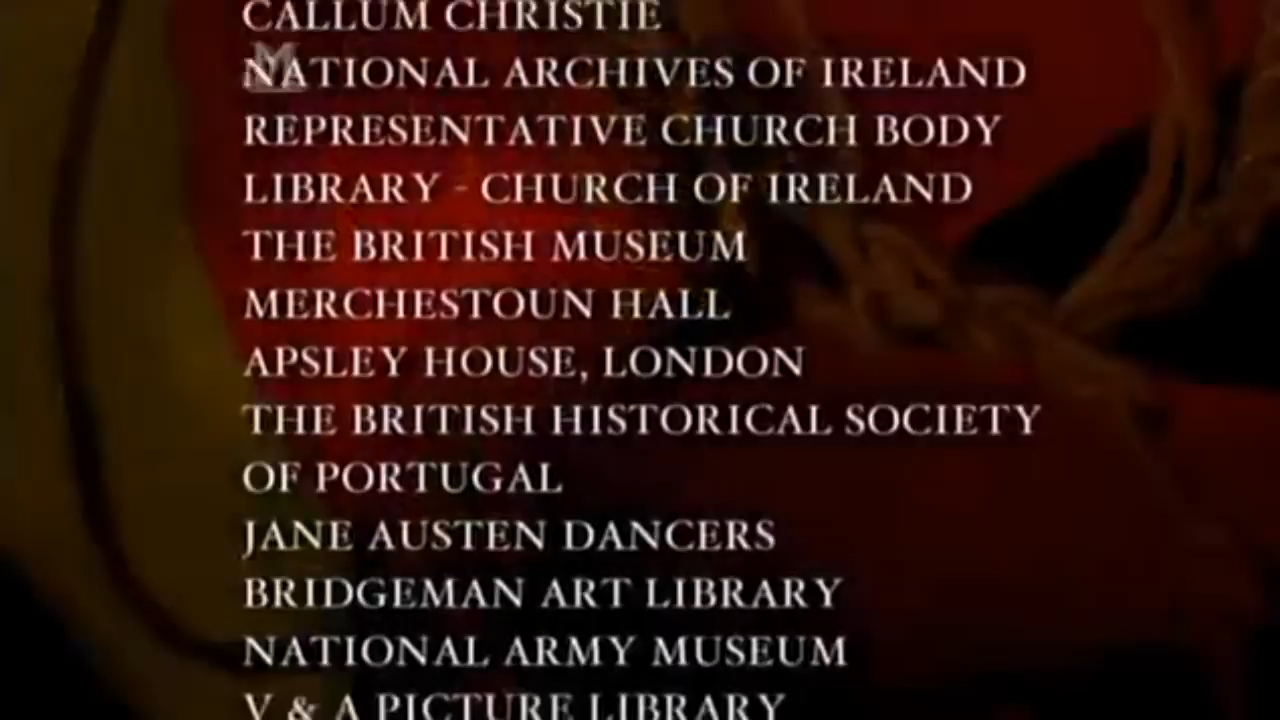 CALLUM CHRISTIE
NATIONAL ARCHIVES OF IRELAND
REPRESENTATIVE CHURCH BODY
LIBRARY - CHURCH OF IRELAND
THE BRITISH MUSEUM
MERCHESTOUN HALL
APSLEY HOUSE, LONDON
THE BRITISH HISTORICAL SOCIETY
OF PORTUGAL
JANE AUSTEN DANCERS
BRIDGEMAN ART LIBRARY
NATIONAL ARMY MUSEUM
V & A PICTURE LIBRARY